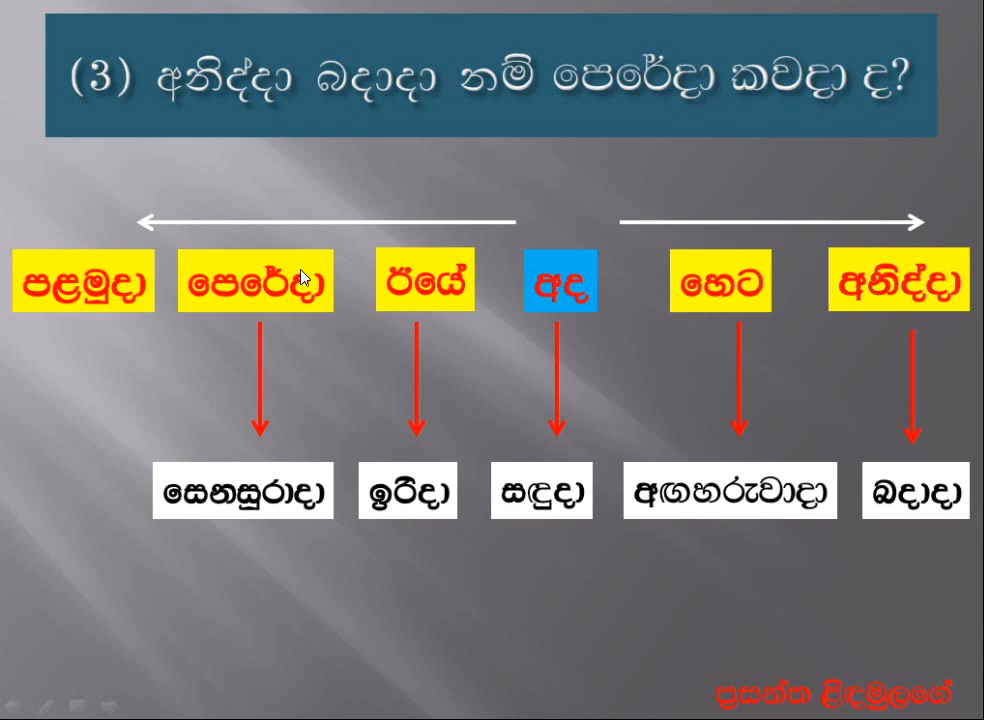 (3) අනිද්දා බදාදා නම් පෙරේදා කවදා ද?
පළමුදා පෙරේදා ඊයේ අද හෙට අනිද්දා
සෙනසුරාදා ඉරිදා සඳුදා අඟහරුවාදා බදාදා
ප්‍රසන්ත ළිඳමුලගේ